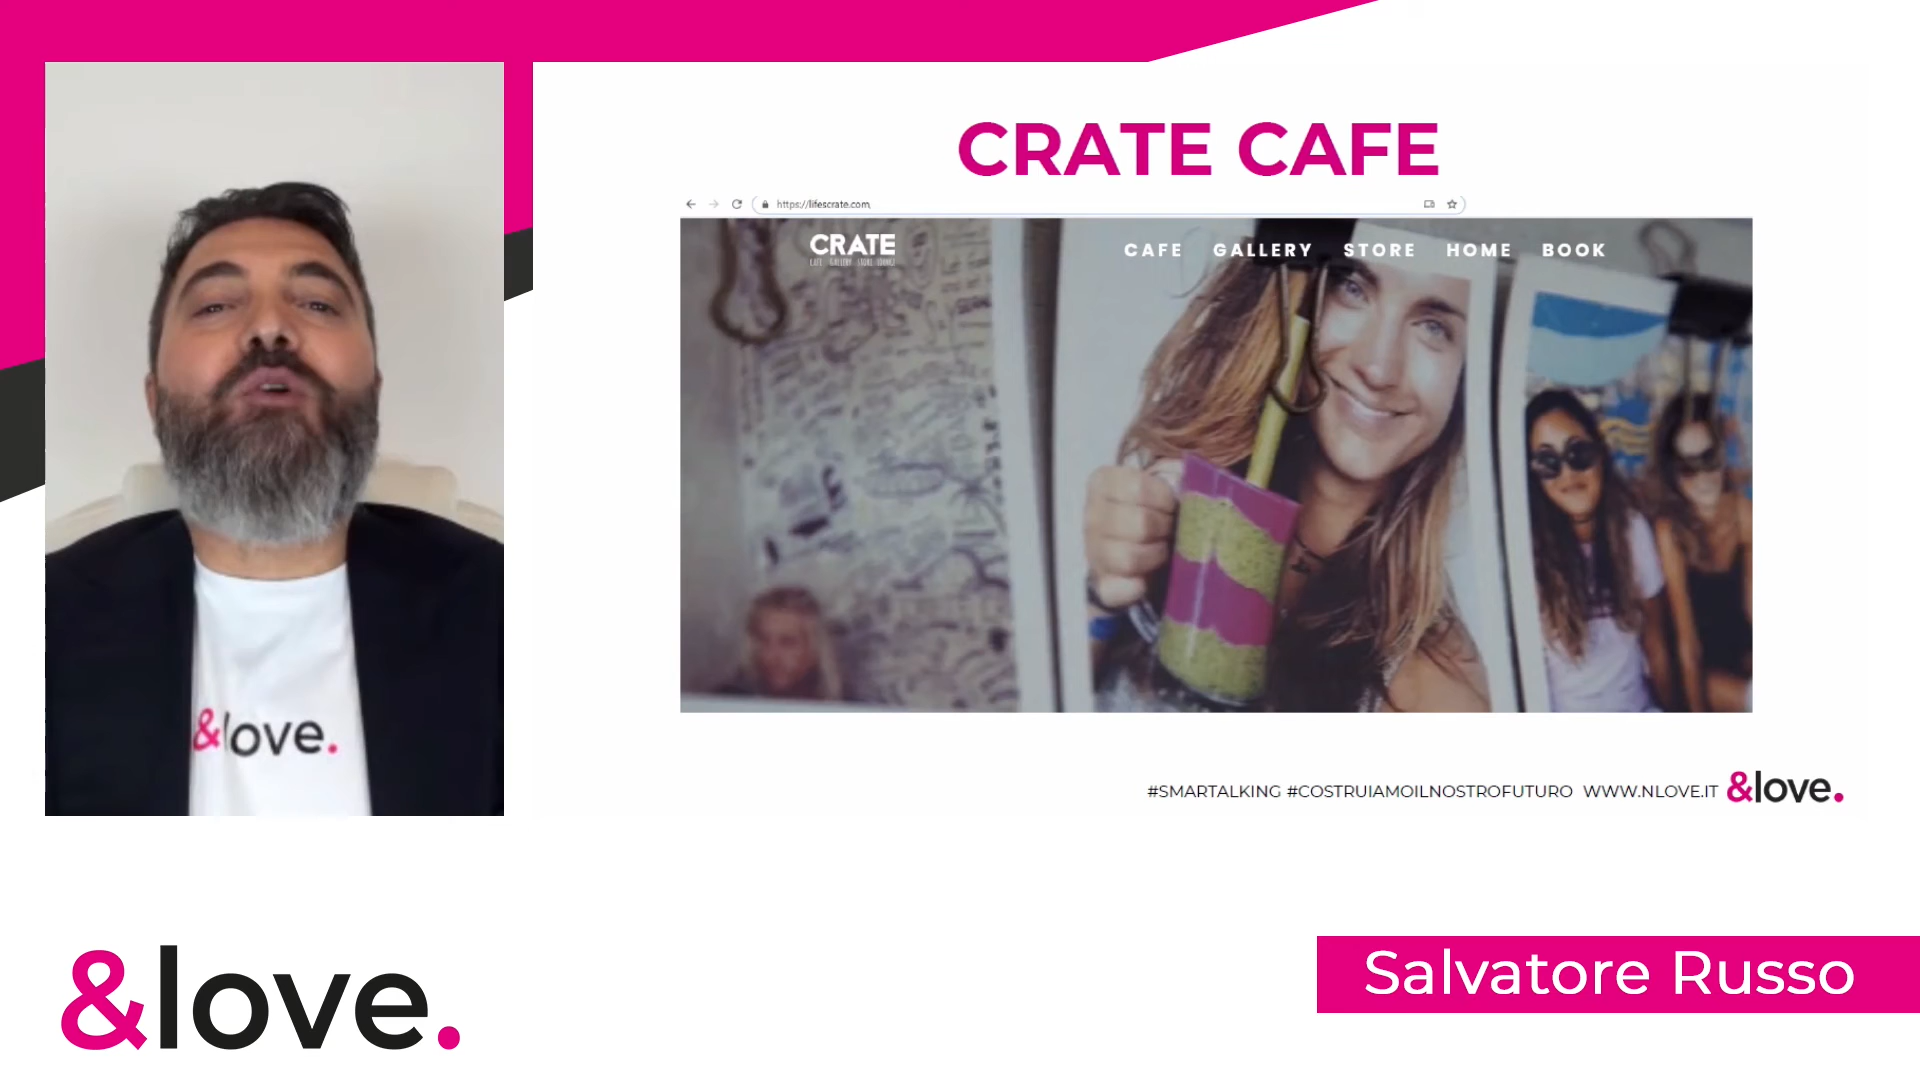 CRATE CAFE
https://lifescrate.com
CRATE
CAFE GALLERY STORE HOME BOOK
&love.
#SMARTALKING #COSTRUIAMOILNOSTROFUTURO WWW.NLOVE.IT &love.
&love.
Salvatore Russo